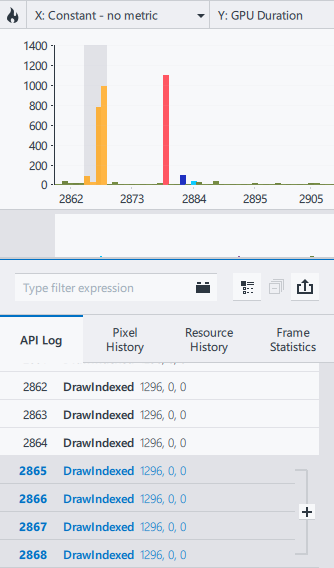 X: Constant - no metric Y: GPU Duration
1400
1200
1000
800
600
400
200
0
2862 2873 2884 2895 2905
Type filter expression
API Log Pixel History Resource History Frame Statistics
2862 DrawIndexed 1296, 0, 0
2863 DrawIndexed 1296, 0, 0
2864 DrawIndexed 1296, 0, 0
2865 DrawIndexed 1296, 0, 0
2866 DrawIndexed 1296, 0, 0
2867 DrawIndexed 1296, 0, 0
2868 DrawIndexed 1296, 0, 0